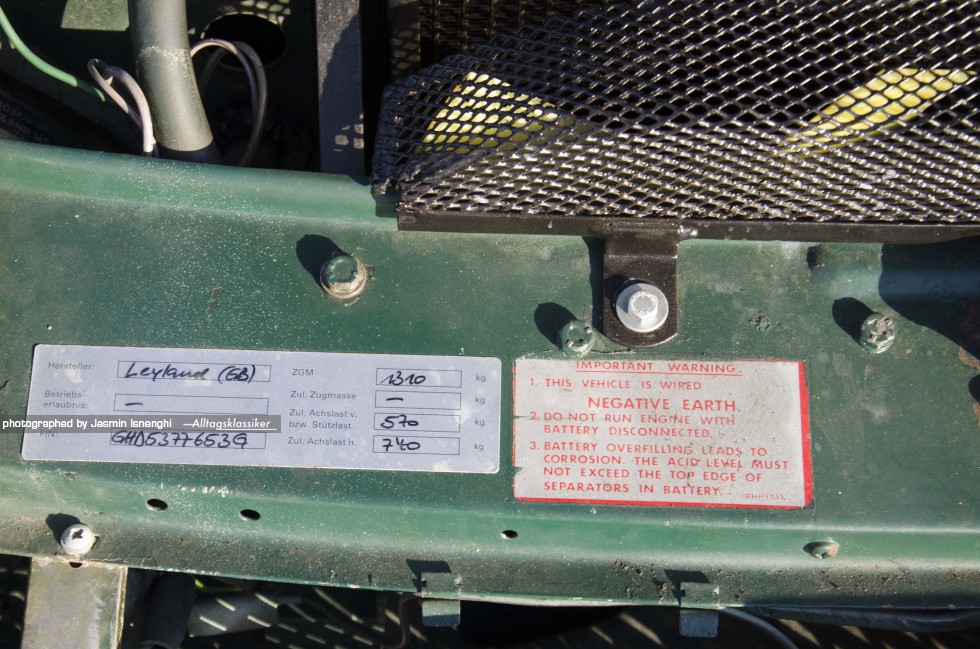 Hersteller: Leyland (GB)
Betriebs-
erlaubnis: –
FIN: GHD5377653G
ZGM 1310 kg
Zul. Zugmasse – kg
Zul. Achslast v.
bzw. Stützlast 570 kg
Zul. Achslast h. 740 kg
photographed by Jasmin Isnenghi —Alltagsklassiker
IMPORTANT WARNING.
1. THIS VEHICLE IS WIRED
NEGATIVE EARTH.
2. DO NOT RUN ENGINE WITH
BATTERY DISCONNECTED.
3. BATTERY OVERFILLING LEADS TO
CORROSION. THE ACID LEVEL MUST
NOT EXCEED THE TOP EDGE OF
SEPARATORS IN BATTERY.